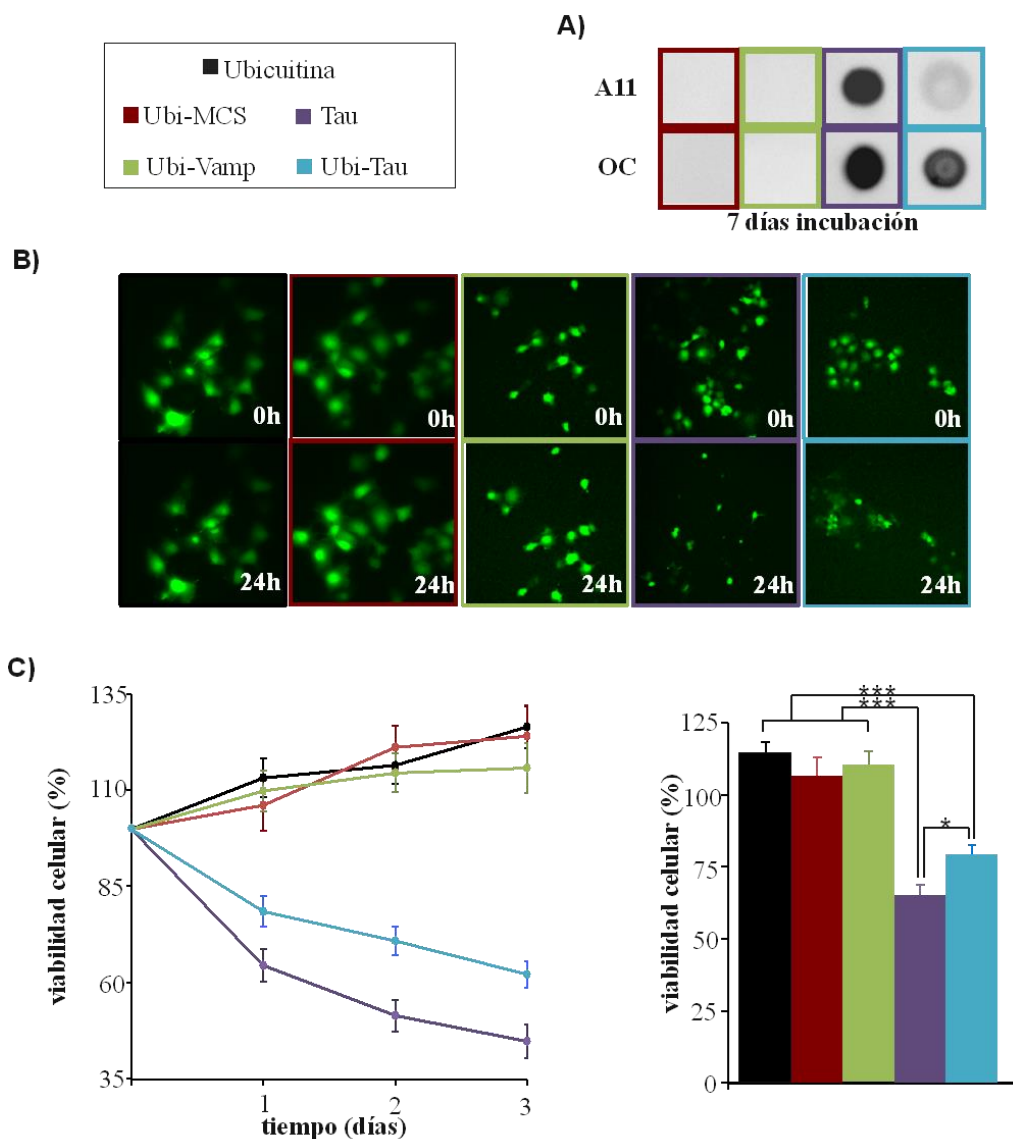 A)
Ubicuitina
Ubi-MCS Tau
Ubi-Vamp Ubi-Tau
A11
OC
7 días incubación
B)
0h 0h 0h 0h 0h
24h 24h 24h 24h 24h
C)
135
110
85
60
35
viabilidad celular (%)
1 2 3
tiempo (días)
***
***
*
125
100
75
50
25
0
viabilidad celular (%)